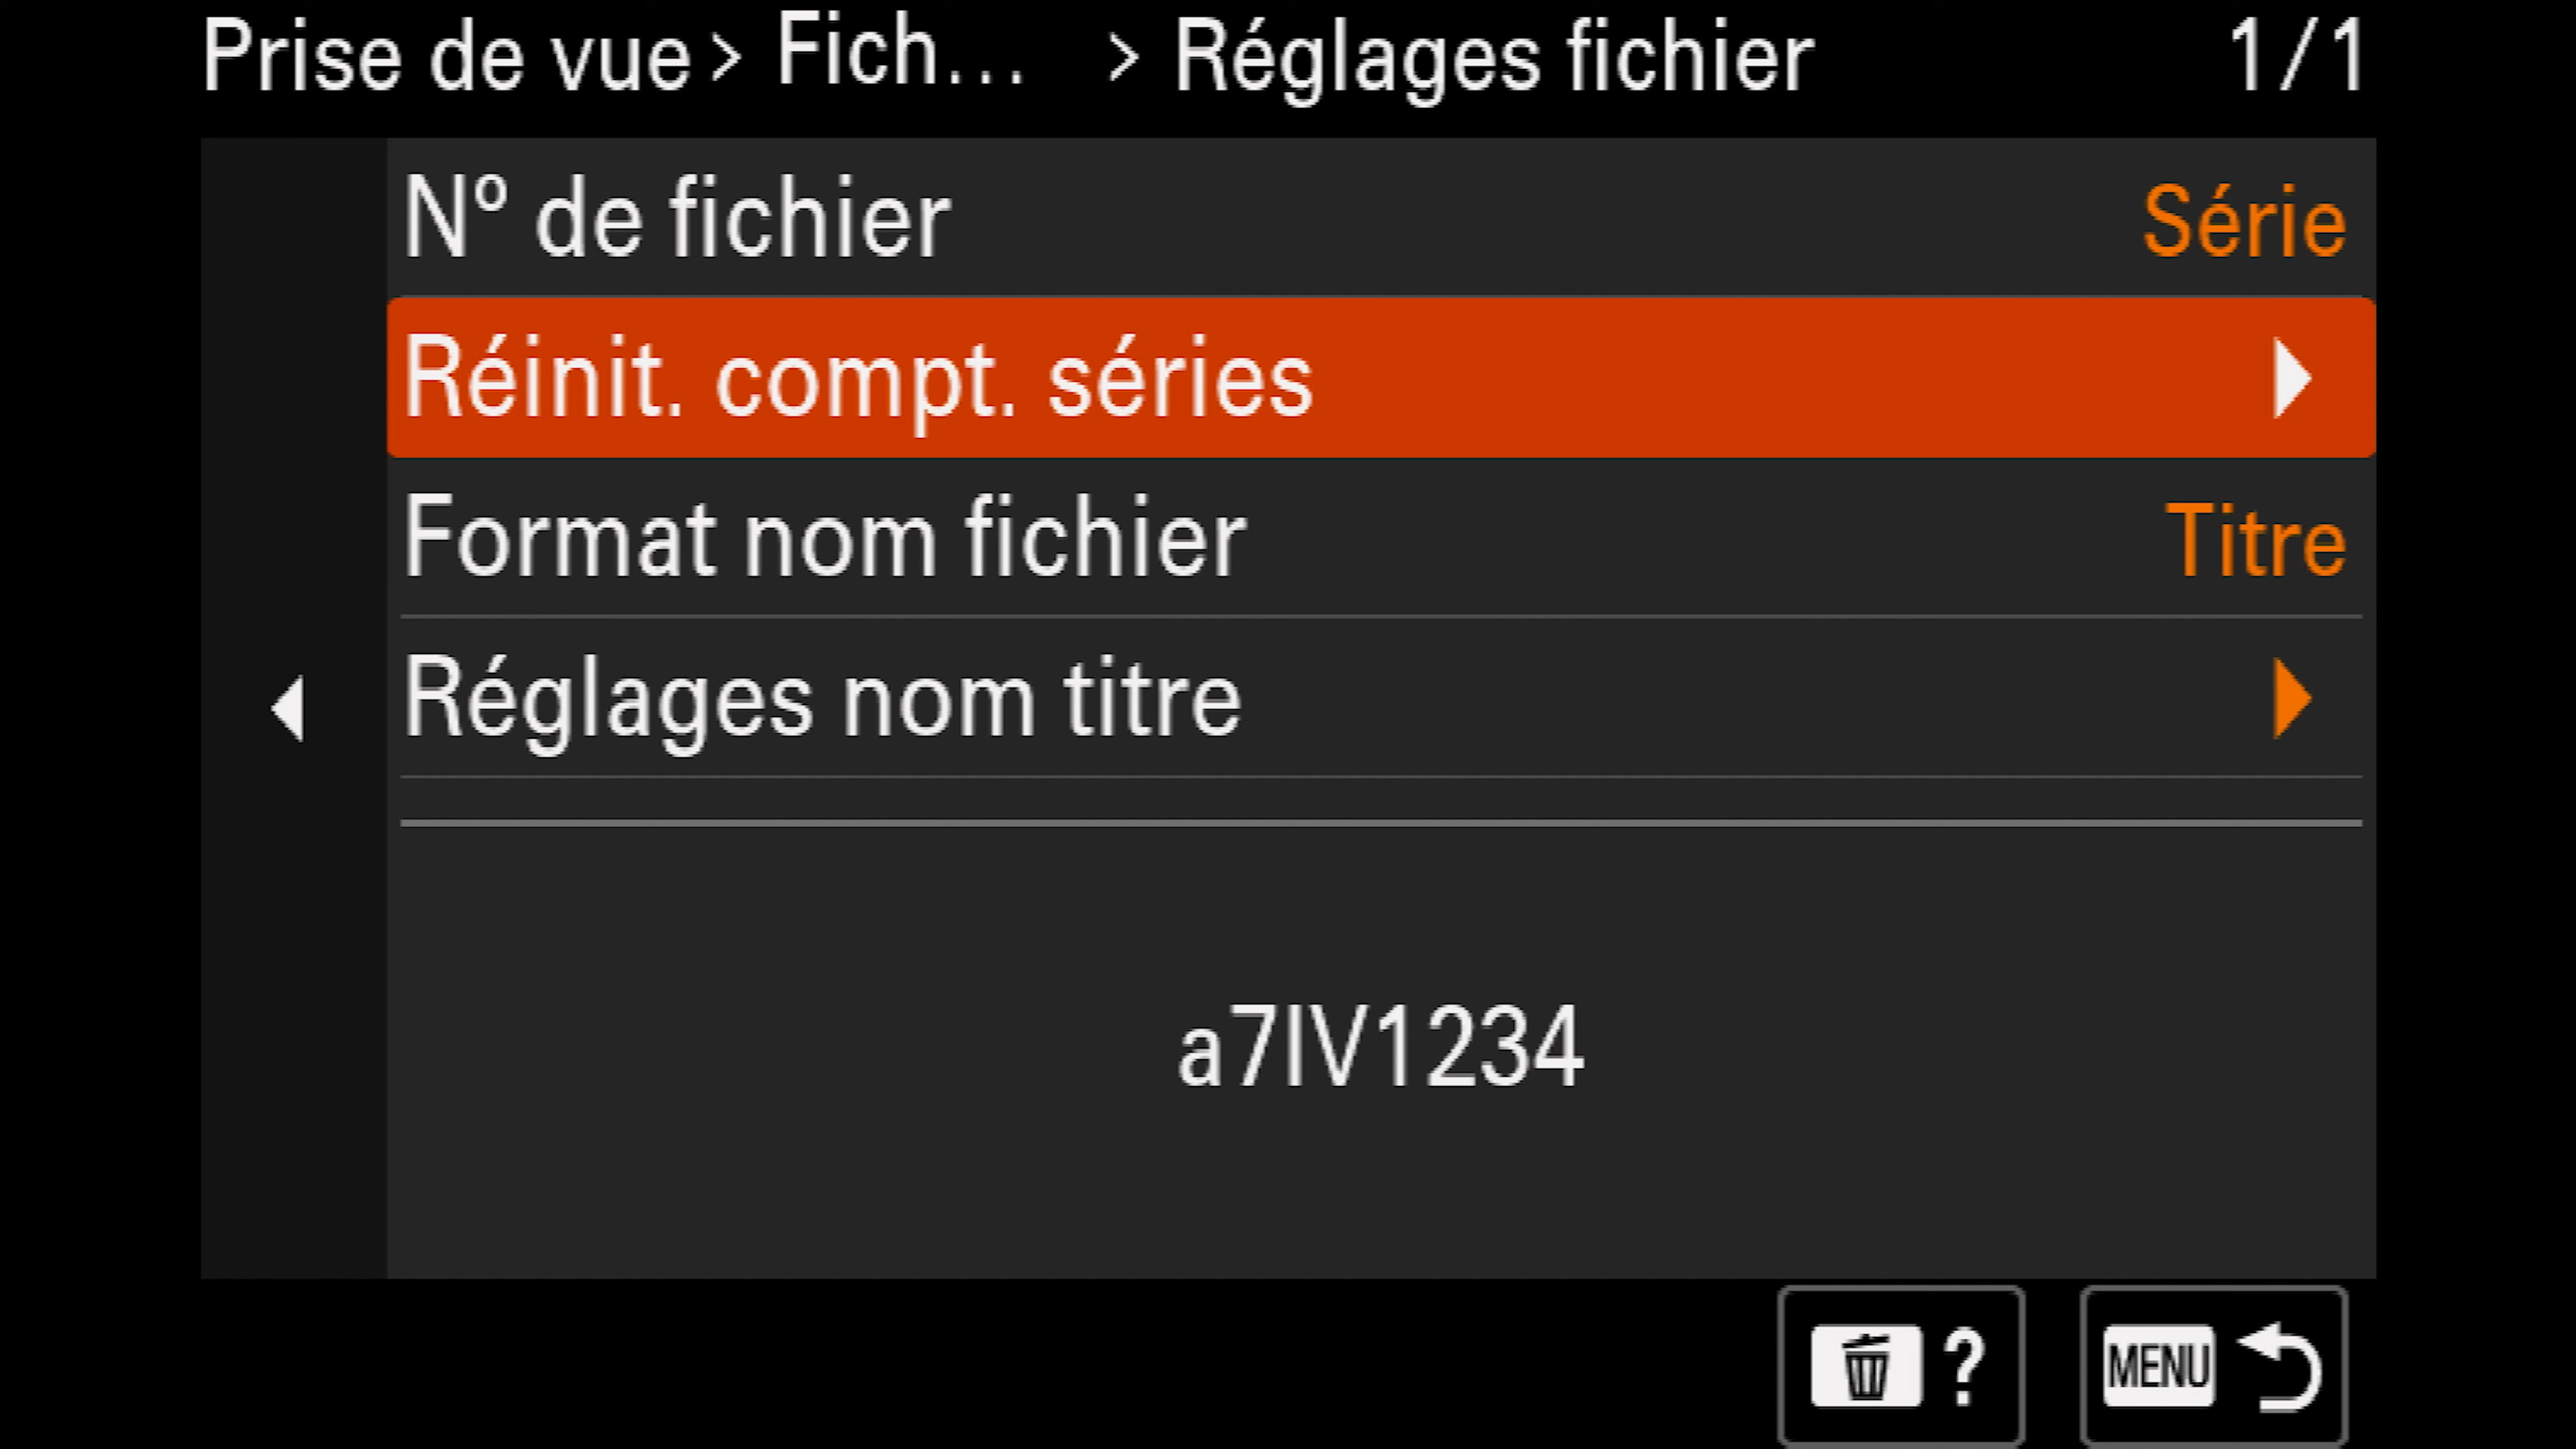 Prise de vue > Fich... > Réglages fichier 1/1
Nº de fichier Série
Réinit. compt. séries
Format nom fichier Titre
Réglages nom titre
a7IV1234
? MENU